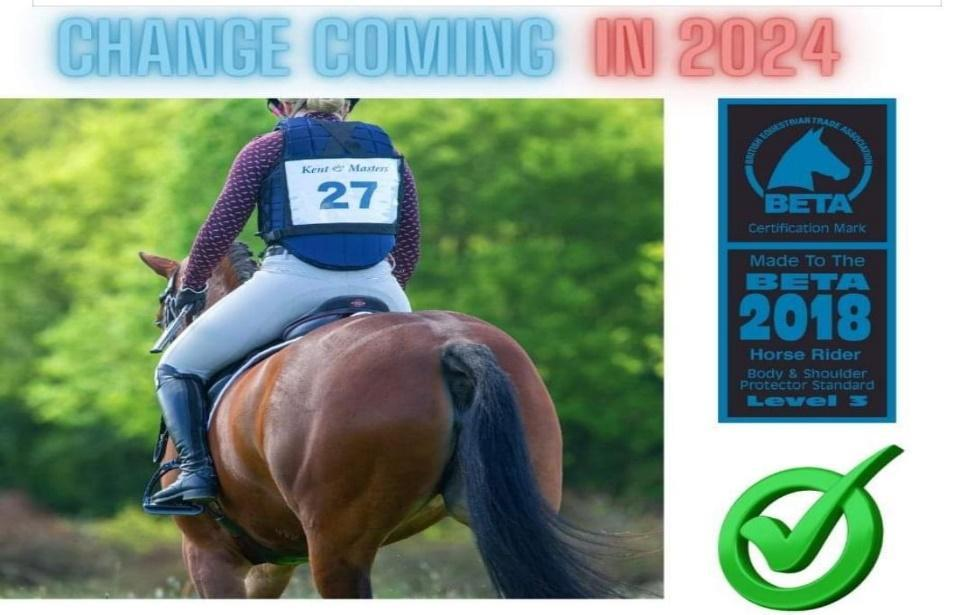 CHANGE COMING IN 2024
Kent & Masters
27
BRITISH EQUESTRIAN TRADE ASSOCIATION
BETA
Certification Mark
Made To The
BETA
2018
Horse Rider
Body & Shoulder
Protector Standard
Level 3